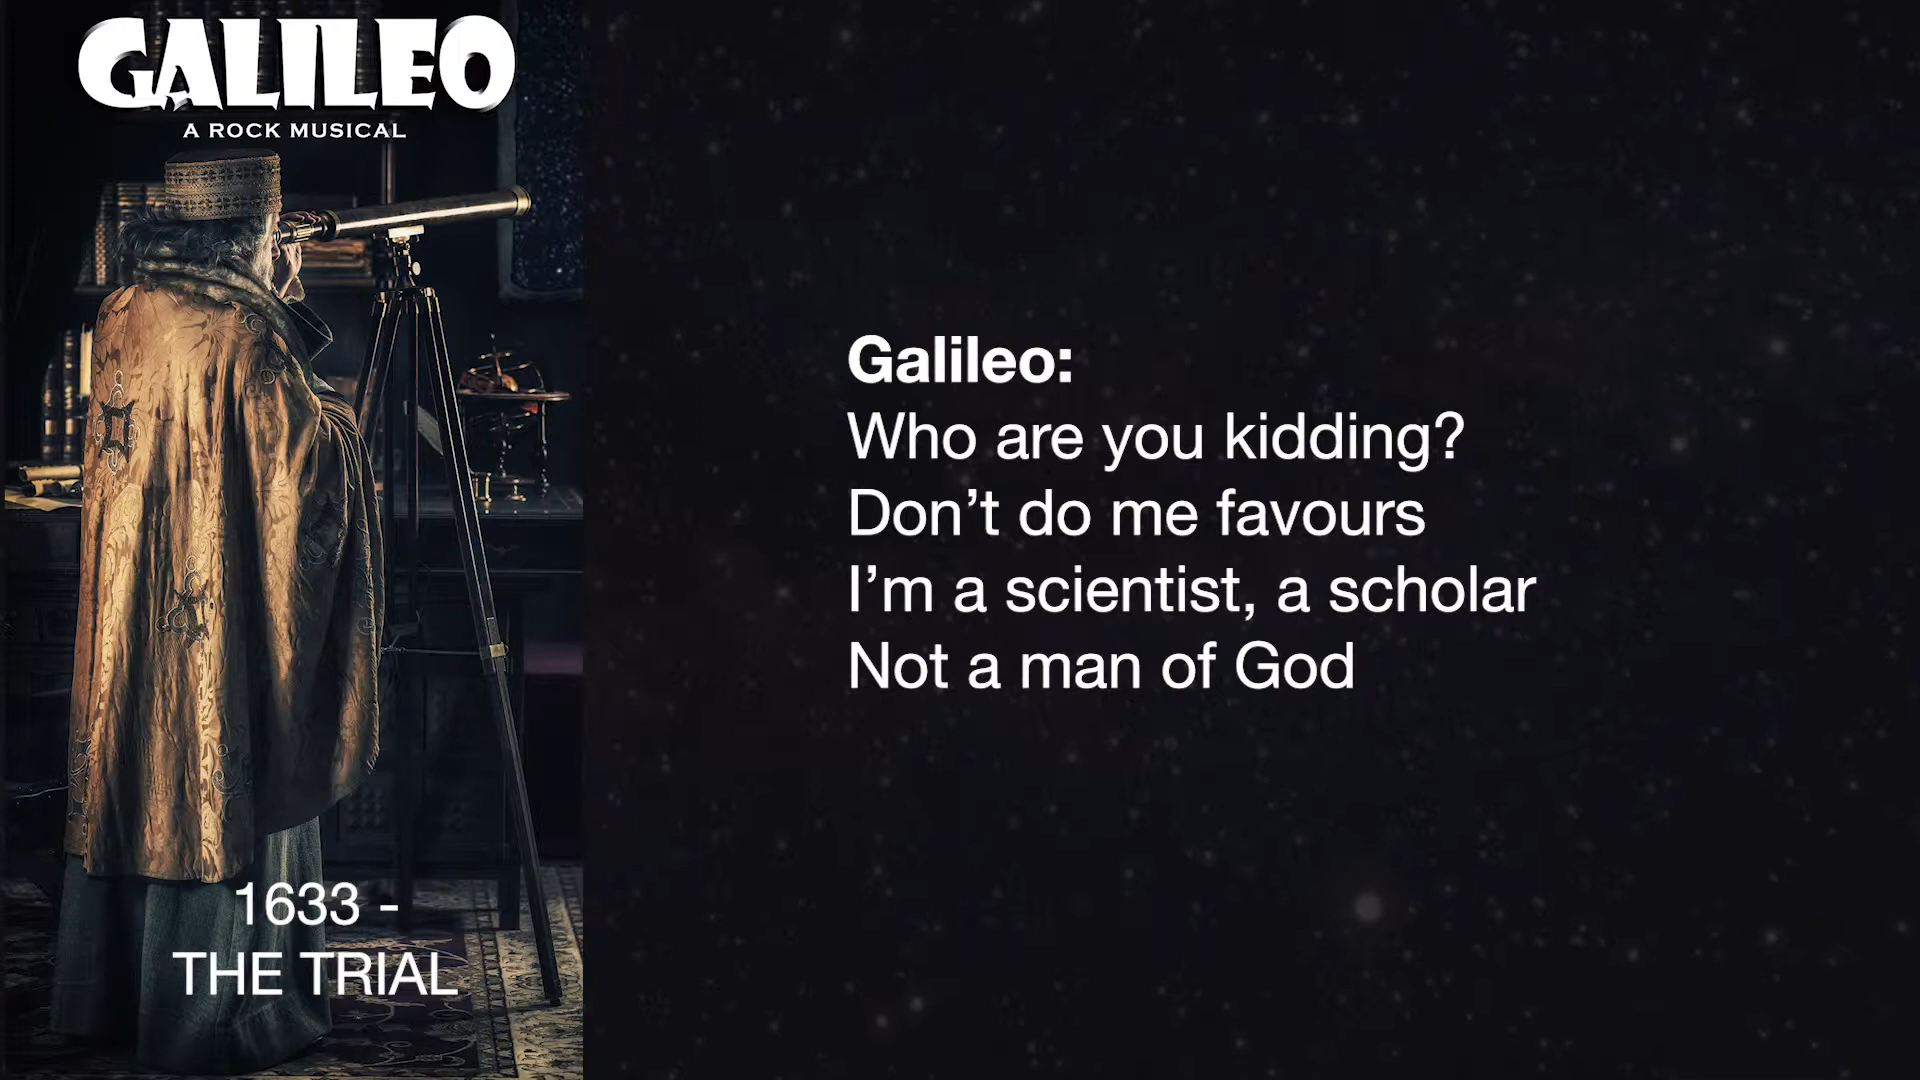 GALILEO
A ROCK MUSICAL
1633 -
THE TRIAL
Galileo:
Who are you kidding?
Don’t do me favours
I’m a scientist, a scholar
Not a man of God